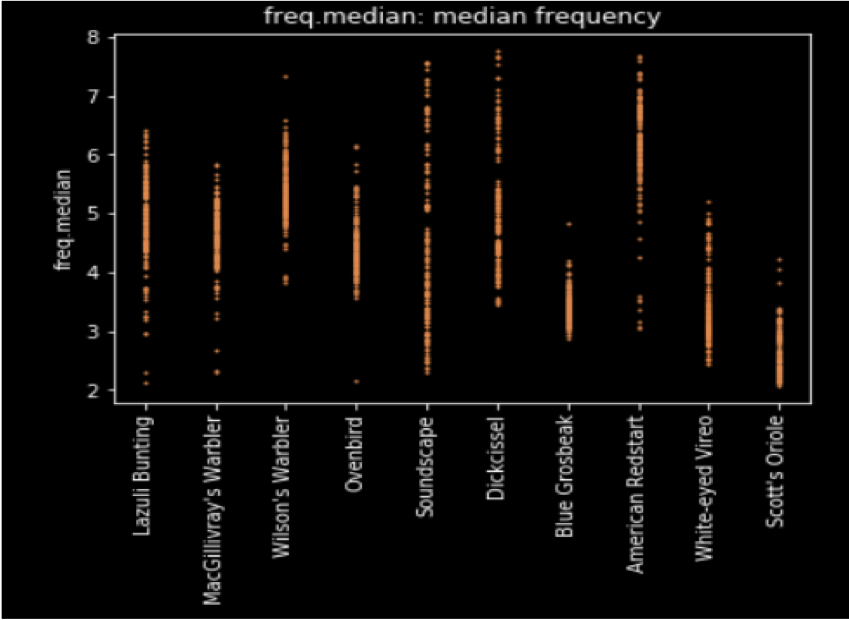 freq.median: median frequency
freq.median
8
7
6
5
4
3
2
Lazuli Bunting
MacGillivray's Warbler
Wilson's Warbler
Ovenbird
Soundscape
Dickcissel
Blue Grosbeak
American Redstart
White-eyed Vireo
Scott's Oriole